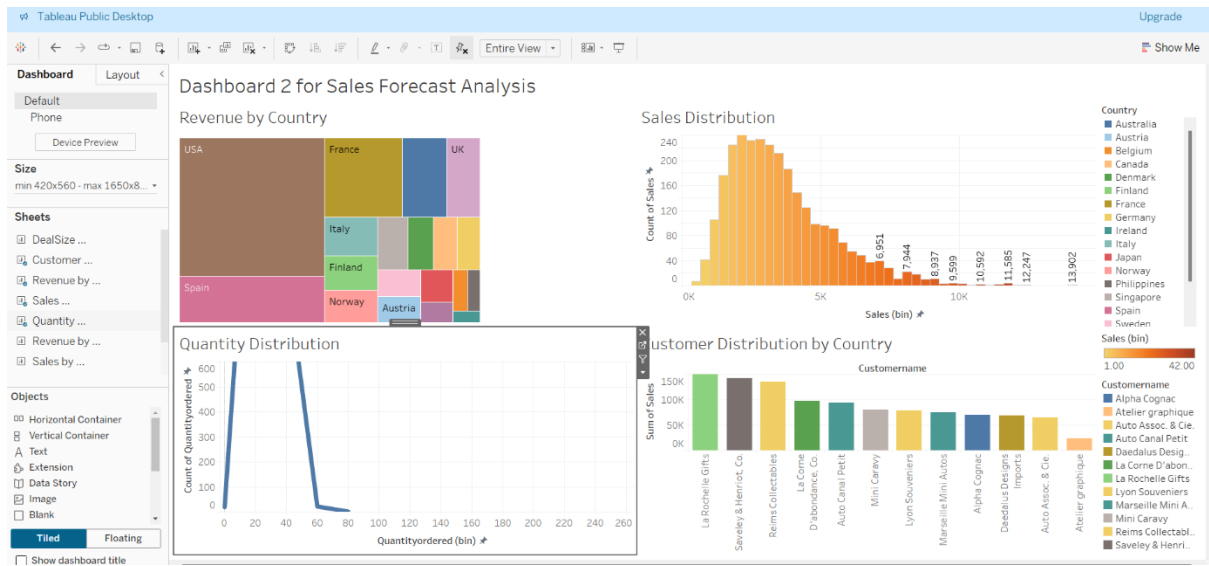 Tableau Public Desktop
Upgrade
Entire View
Show Me
Dashboard
Layout
Default
Phone
Device Preview
Size
min 420x560 - max 1650x8...
Sheets
DealSize ...
Customer ...
Revenue by ...
Sales ...
Quantity ...
Revenue by ...
Sales by ...
Objects
Horizontal Container
Vertical Container
Text
Extension
Data Story
Image
Blank
Tiled
Floating
Show dashboard title
Dashboard 2 for Sales Forecast Analysis
Revenue by Country
USA
France
UK
Italy
Finland
Spain
Norway
Austria
Sales Distribution
Count of Sales
240
200
160
120
80
40
0
6,951
7,944
8,937
9,599
10,592
11,585
12,247
13,902
0K
5K
10K
Sales (bin)
Quantity Distribution
Count of Quantityordered
600
500
400
300
200
100
0
0 20 40 60 80 100 120 140 160 180 200 220 240 260
Quantityordered (bin)
ustomer Distribution by Country
Customername
Sum of Sales
150K
100K
50K
0K
La Rochelle Gifts
Saveley & Henriot, Co.
Reims Collectables
La Corne
D'abondance, Co.
Auto Canal Petit
Mini Caravy
Lyon Souveniers
Marseille Mini Autos
Alpha Cognac
Daedalus Designs
Imports
Auto Assoc. & Cie.
Atelier graphique
Country
Australia
Austria
Belgium
Canada
Denmark
Finland
France
Germany
Ireland
Italy
Japan
Norway
Philippines
Singapore
Spain
Sweden
Sales (bin)
1.00
42.00
Customername
Alpha Cognac
Atelier graphique
Auto Assoc. & Cie.
Auto Canal Petit
Daedalus Desig..
La Corne D'abon..
La Rochelle Gifts
Lyon Souveniers
Marseille Mini A..
Mini Caravy
Reims Collectabl..
Saveley & Henri..